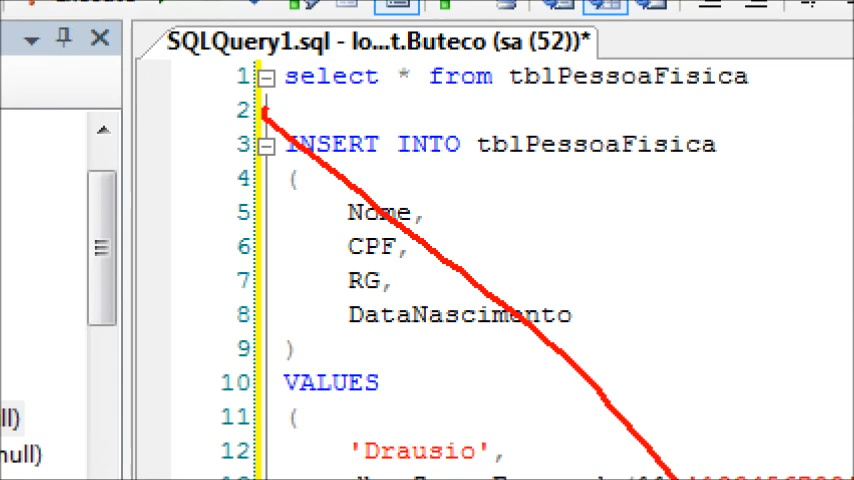 SQLQuery1.sql - lo...t.Buteco (sa (52))*
1 select * from tblPessoaFisica
2
3 INSERT INTO tblPessoaFisica
4 (
5 Nome,
6 CPF,
7 RG,
8 DataNascimento
9 )
10 VALUES
11 (
ll)
12 'Drausio',
null)